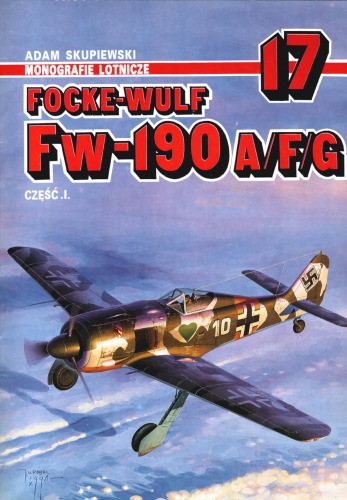 ADAM SKUPIEWSKI
MONOGRAFIE LOTNICZE
17
FOCKE-WULF
FW-190 A/F/G
CZĘŚĆ .I.
10